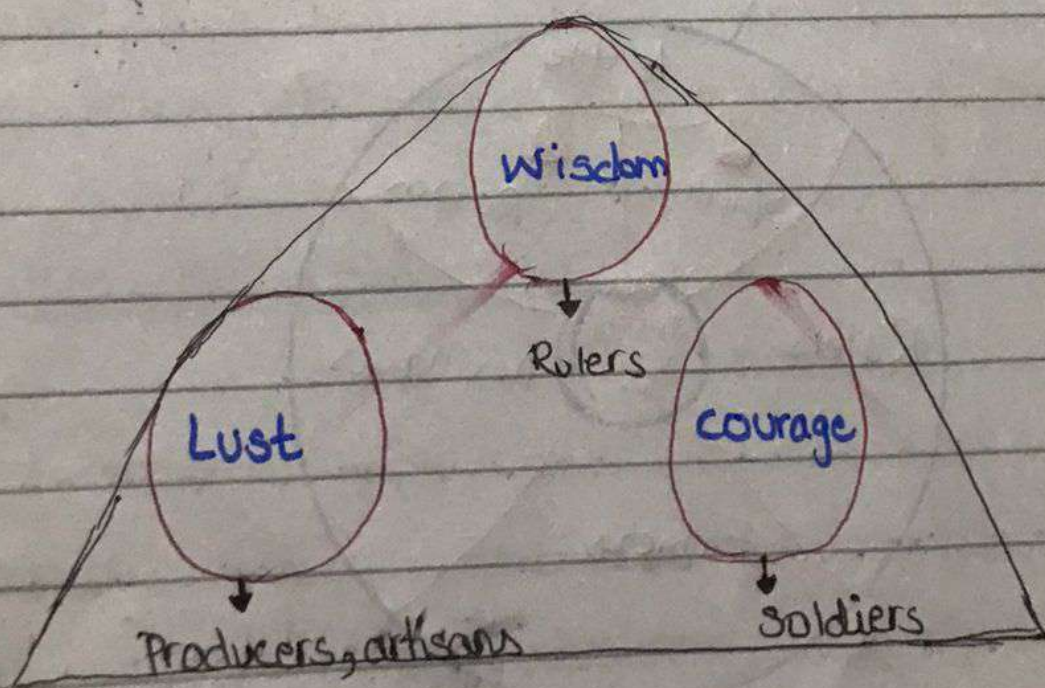 Wisdom
Rulers
Lust
courage
Producers, artisans
Soldiers